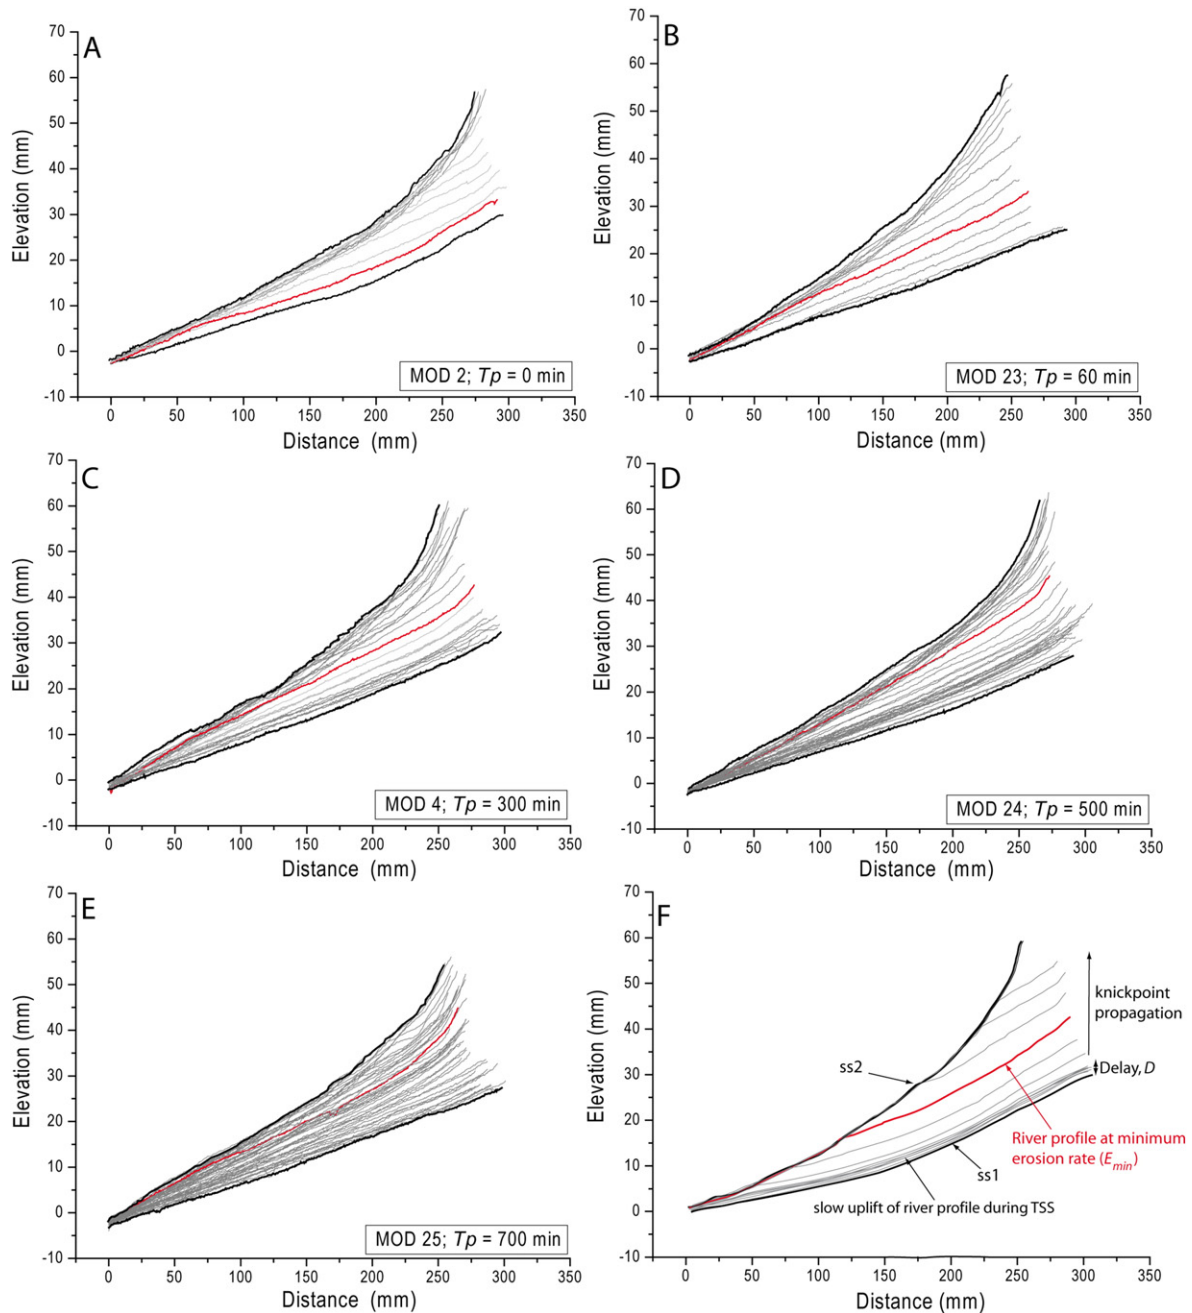 A
70
60
50
40
30
20
10
0
-10
Elevation (mm)
0 50 100 150 200 250 300 350
Distance (mm)
MOD 2; Tp = 0 min
B
70
60
50
40
30
20
10
0
-10
Elevation (mm)
0 50 100 150 200 250 300 350
Distance (mm)
MOD 23; Tp = 60 min
C
70
60
50
40
30
20
10
0
-10
Elevation (mm)
0 50 100 150 200 250 300 350
Distance (mm)
MOD 4; Tp = 300 min
D
70
60
50
40
30
20
10
0
-10
Elevation (mm)
0 50 100 150 200 250 300 350
Distance (mm)
MOD 24; Tp = 500 min
E
70
60
50
40
30
20
10
0
-10
Elevation (mm)
0 50 100 150 200 250 300 350
Distance (mm)
MOD 25; Tp = 700 min
F
70
60
50
40
30
20
10
0
-10
Elevation (mm)
0 50 100 150 200 250 300 350
Distance (mm)
knickpoint
propagation
ss2
Delay, D
River profile at minimum
erosion rate (Emin)
ss1
slow uplift of river profile during TSS